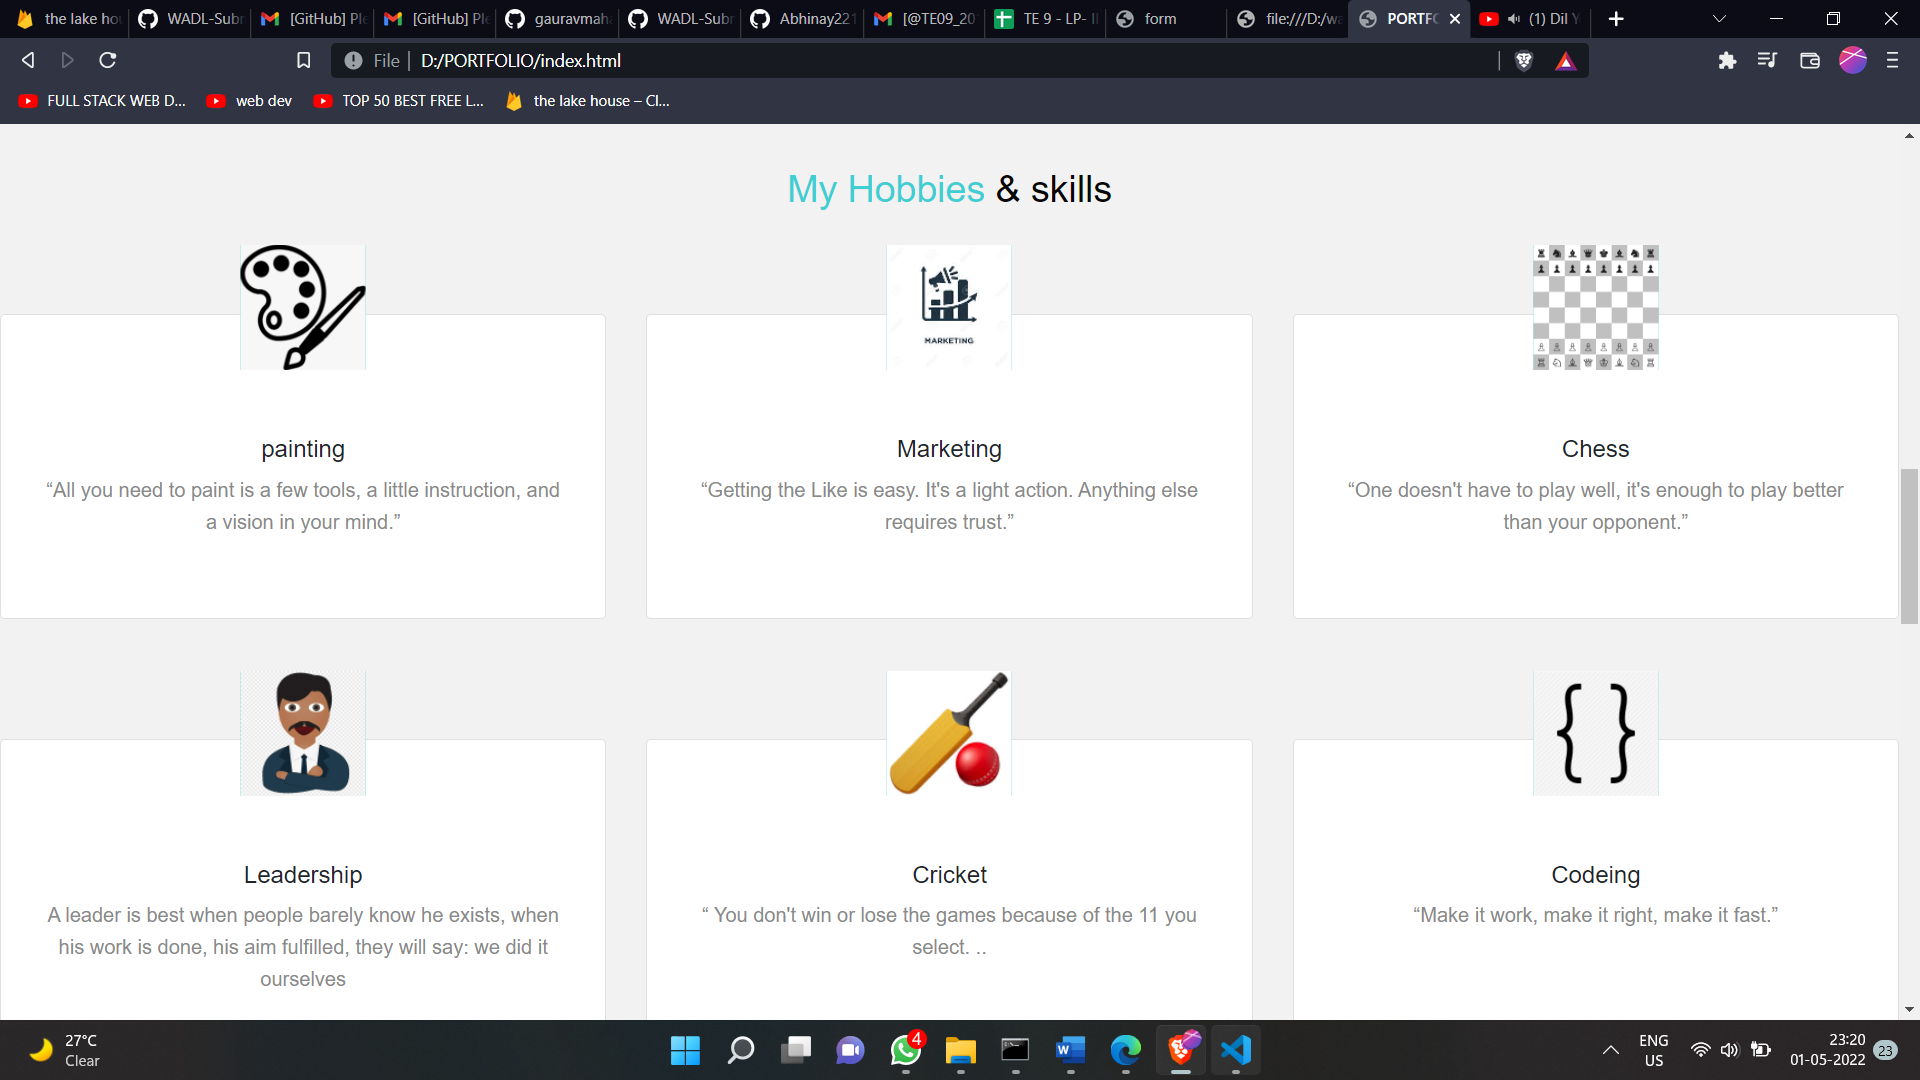 the lake hou
WADL-Subm
[GitHub] Ple
[GitHub] Ple
gauravmaha
WADL-Subm
Abhinay221
[@TE09_20
TE 9 - LP- II
form
file:///D:/wa
PORTFO
(1) Dil Y
File
D:/PORTFOLIO/index.html
FULL STACK WEB D...
web dev
TOP 50 BEST FREE L...
the lake house – Cl...
My Hobbies & skills
MARKETING
painting
“All you need to paint is a few tools, a little instruction, and
a vision in your mind.”
Marketing
“Getting the Like is easy. It's a light action. Anything else
requires trust.”
Chess
“One doesn't have to play well, it's enough to play better
than your opponent.”
{ }
Leadership
A leader is best when people barely know he exists, when
his work is done, his aim fulfilled, they will say: we did it
ourselves
Cricket
“ You don't win or lose the games because of the 11 you
select. ..
Codeing
“Make it work, make it right, make it fast.”
27°C
Clear
4
ENG
US
23:20
01-05-2022
23